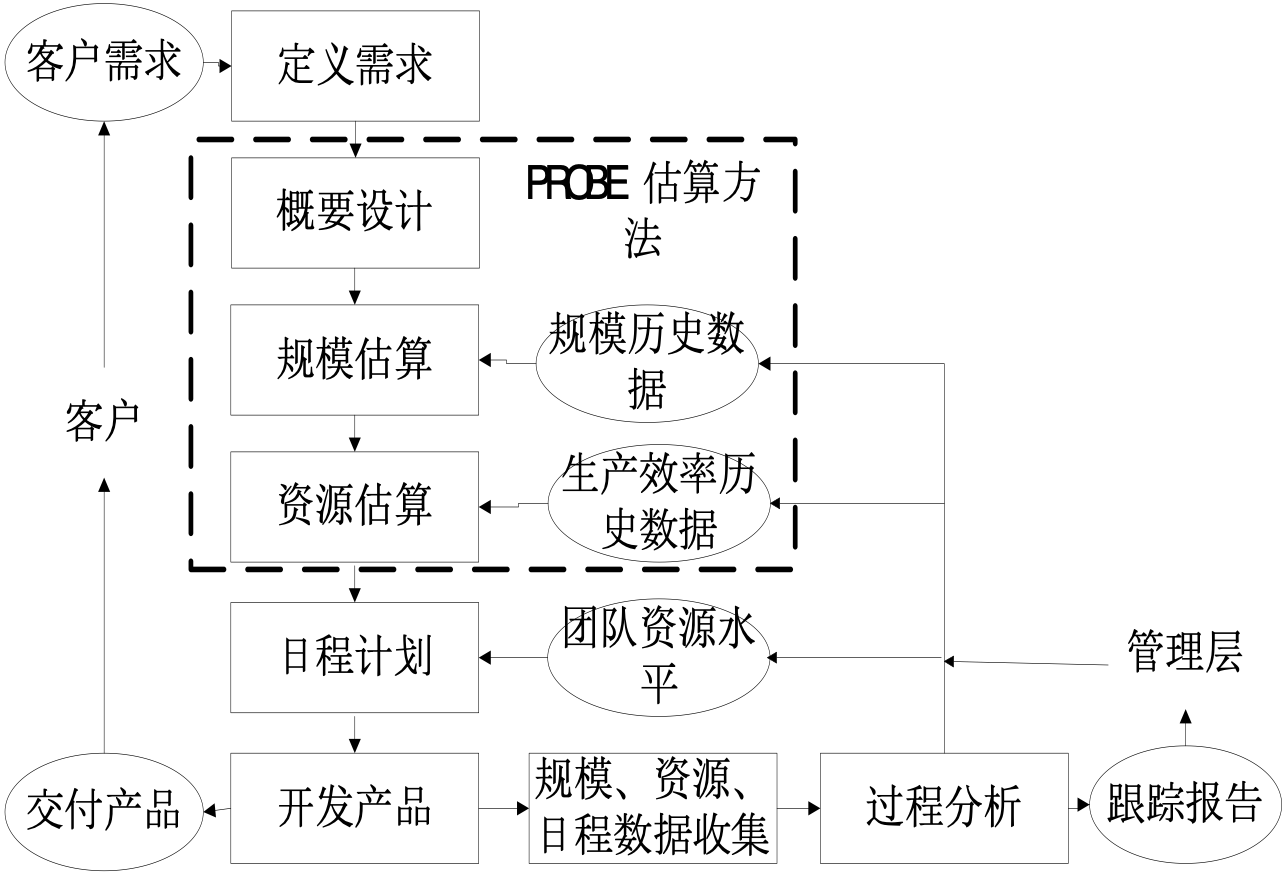 客户需求
定义需求
概要设计
PROBE 估算方
法
规模估算
规模历史数
据
客户
资源估算
生产效率历
史数据
日程计划
团队资源水
平
管理层
交付产品
开发产品
规模、资源、
日程数据收集
过程分析
跟踪报告